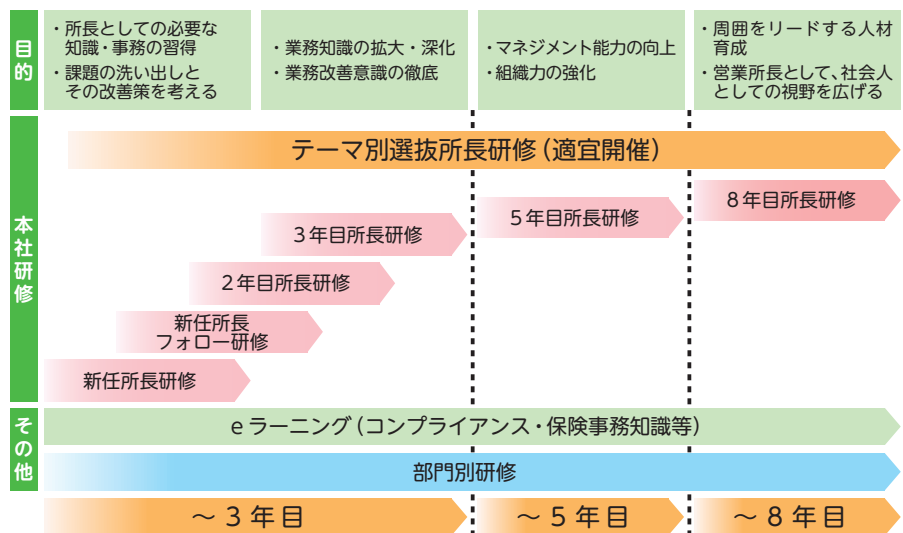 目的
・所長としての必要な
知識・事務の習得
・課題の洗い出しと
その改善策を考える
・業務知識の拡大・深化
・業務改善意識の徹底
・マネジメント能力の向上
・組織力の強化
・周囲をリードする人材
育成
・営業所長として、社会人
としての視野を広げる
本社研修
テーマ別選抜所長研修（適宜開催）
8年目所長研修
5年目所長研修
3年目所長研修
2年目所長研修
新任所長
フォロー研修
新任所長研修
その他
eラーニング（コンプライアンス・保険事務知識等）
部門別研修
～3年目
～5年目
～8年目